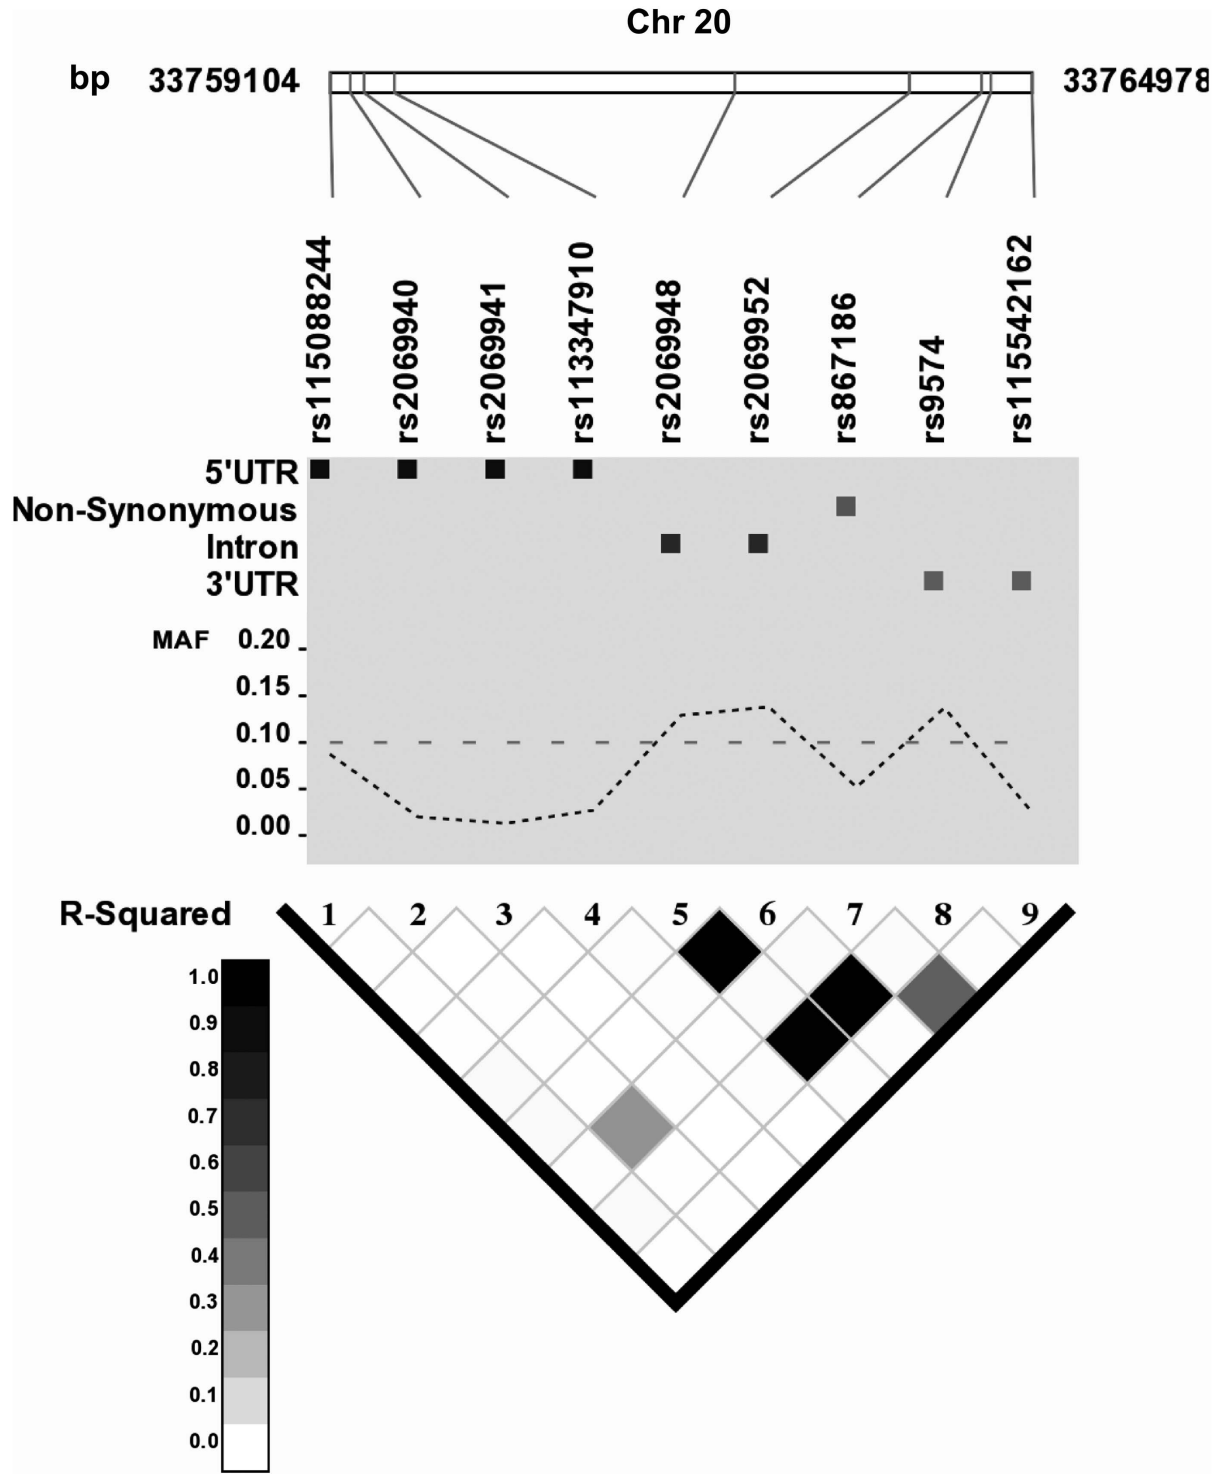 Chr 20
bp 33759104 33764978
rs115088244
rs2069940
rs2069941
rs11347910
rs2069948
rs2069952
rs867186
rs9574
rs115542162
5'UTR
Non-Synonymous
Intron
3'UTR
MAF 0.20
0.15
0.10
0.05
0.00
R-Squared 1 2 3 4 5 6 7 8 9
1.0
0.9
0.8
0.7
0.6
0.5
0.4
0.3
0.2
0.1
0.0